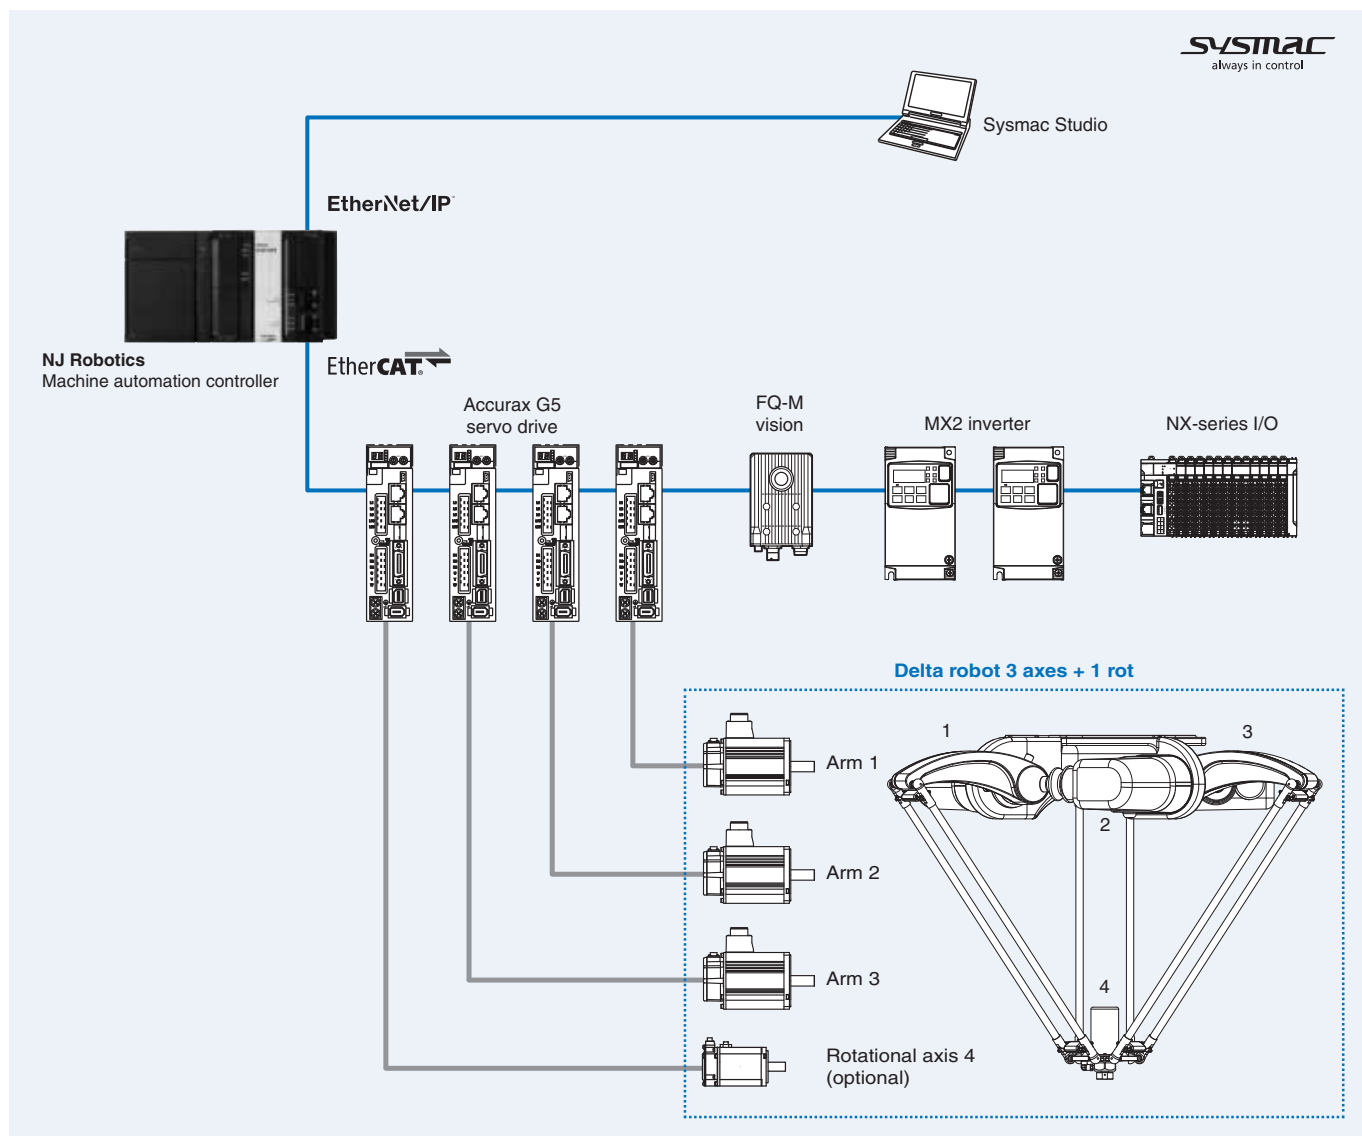 sysmac
always in control
Sysmac Studio
EtherNet/IP™
NJ Robotics
Machine automation controller
EtherCAT®
Accurax G5
servo drive
FQ-M
vision
MX2 inverter
NX-series I/O
Delta robot 3 axes + 1 rot
1
3
Arm 1
2
Arm 2
Arm 3
4
Rotational axis 4
(optional)